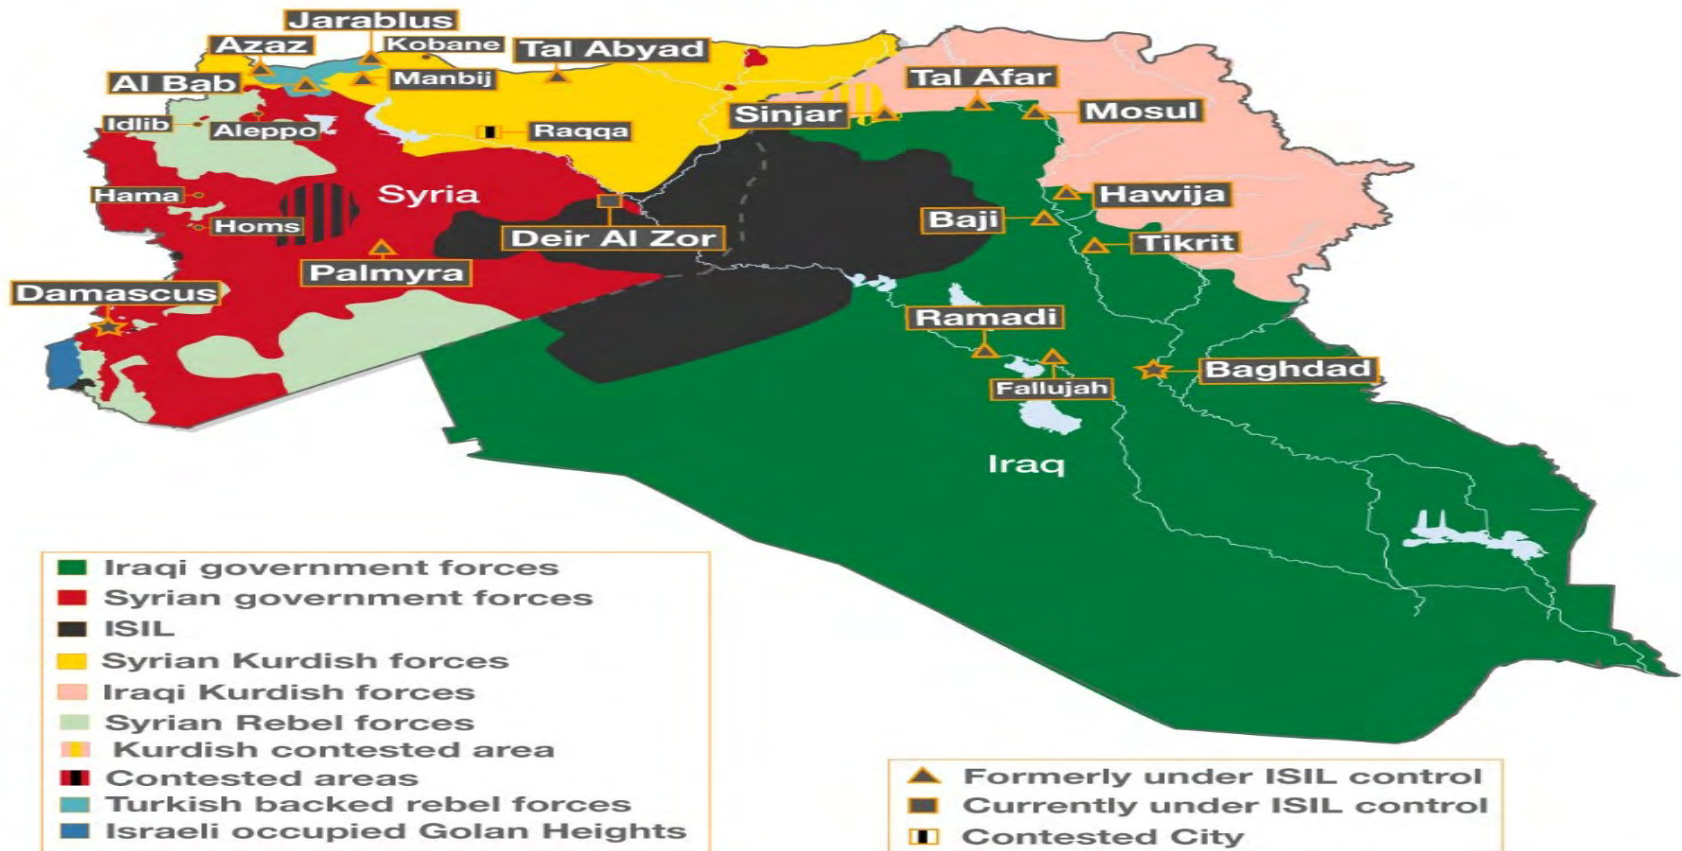 Jarablus
Azaz
Kobane
Tal Abyad
Al Bab
Manbij
Tal Afar
Idlib
Aleppo
Raqqa
Sinjar
Mosul
Hama
Syria
Hawija
Homs
Deir Al Zor
Baji
Tikrit
Palmyra
Damascus
Ramadi
Fallujah
Baghdad
Iraq
Iraqi government forces
Syrian government forces
ISIL
Syrian Kurdish forces
Iraqi Kurdish forces
Syrian Rebel forces
Kurdish contested area
Contested areas
Turkish backed rebel forces
Israeli occupied Golan Heights
Formerly under ISIL control
Currently under ISIL control
Contested City